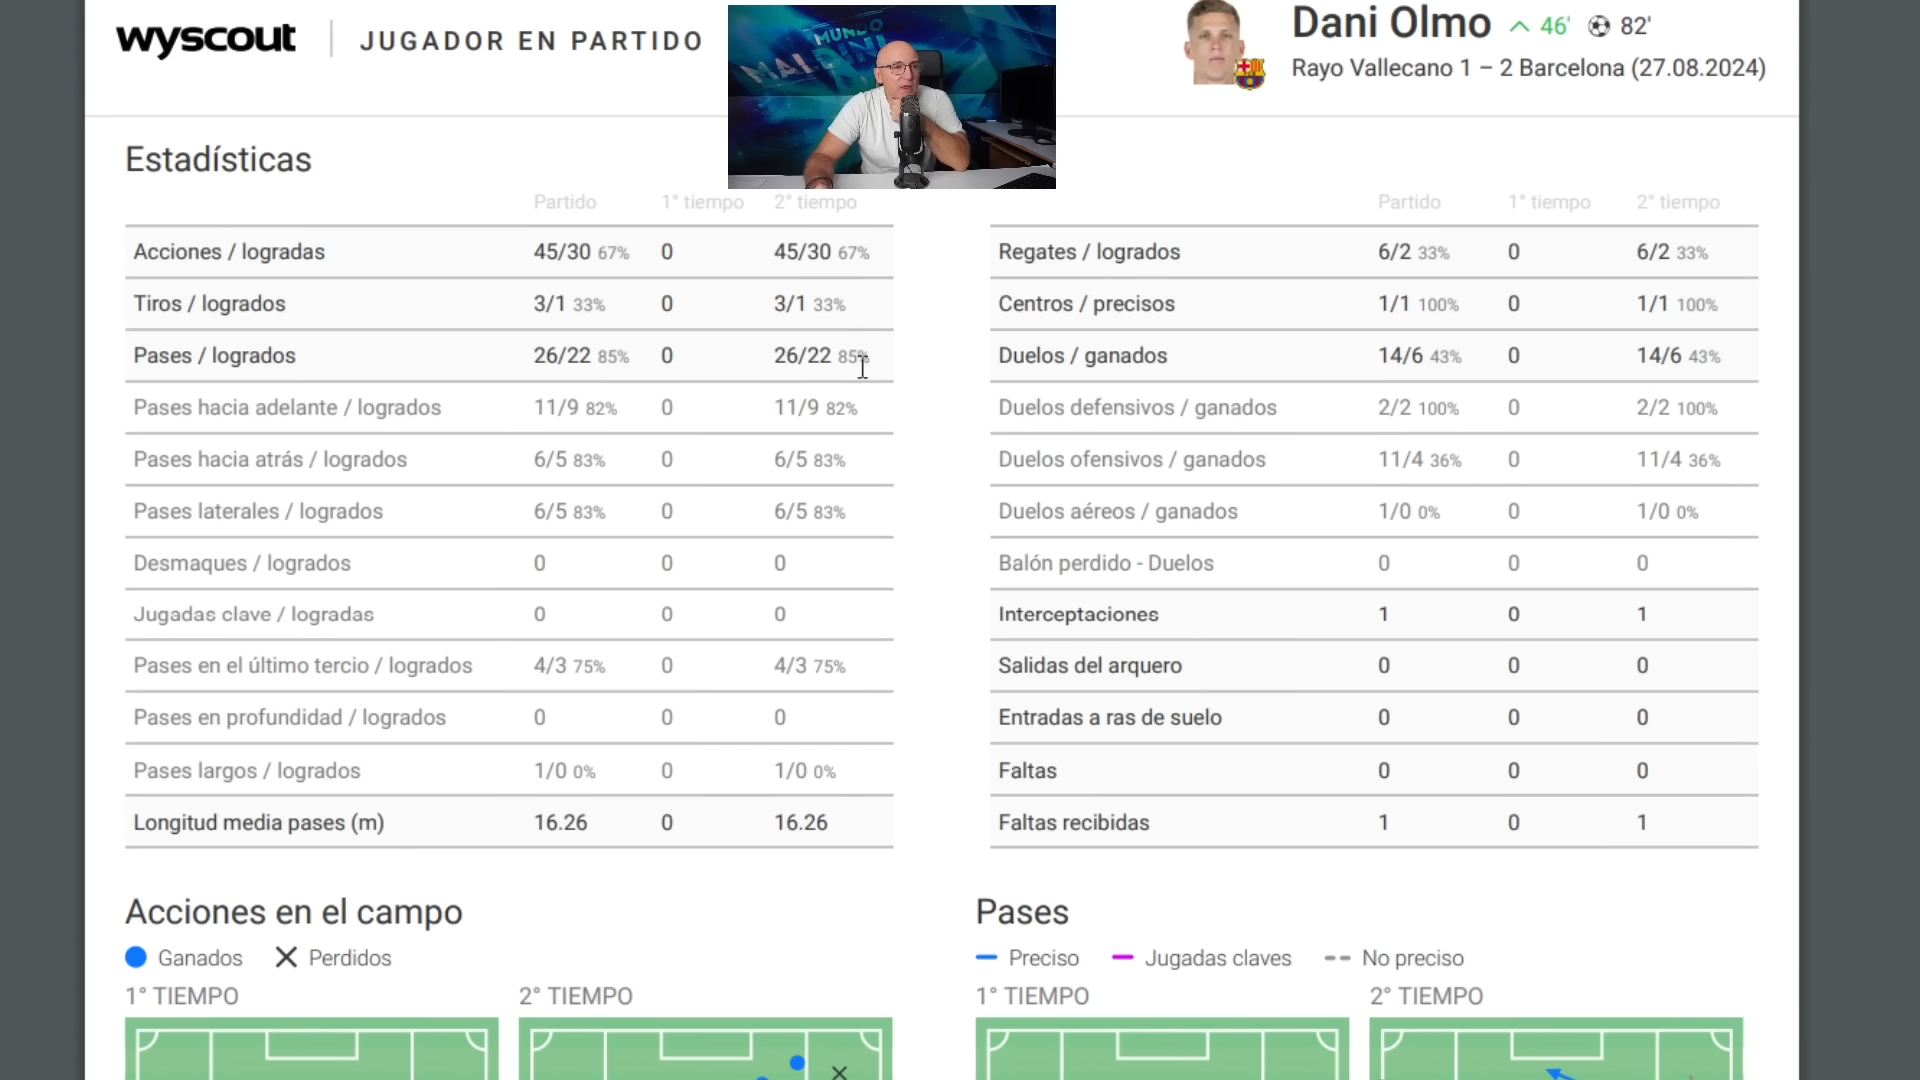 wyscout
JUGADOR EN PARTIDO
MUNDO
MALDINI
Dani Olmo 46' 82'
Rayo Vallecano 1 – 2 Barcelona (27.08.2024)
Estadísticas
Partido 1° tiempo 2° tiempo
Acciones / logradas 45/30 67% 0 45/30 67%
Tiros / logrados 3/1 33% 0 3/1 33%
Pases / logrados 26/22 85% 0 26/22 85%
Pases hacia adelante / logrados 11/9 82% 0 11/9 82%
Pases hacia atrás / logrados 6/5 83% 0 6/5 83%
Pases laterales / logrados 6/5 83% 0 6/5 83%
Desmaques / logrados 0 0 0
Jugadas clave / logradas 0 0 0
Pases en el último tercio / logrados 4/3 75% 0 4/3 75%
Pases en profundidad / logrados 0 0 0
Pases largos / logrados 1/0 0% 0 1/0 0%
Longitud media pases (m) 16.26 0 16.26
Partido 1° tiempo 2° tiempo
Regates / logrados 6/2 33% 0 6/2 33%
Centros / precisos 1/1 100% 0 1/1 100%
Duelos / ganados 14/6 43% 0 14/6 43%
Duelos defensivos / ganados 2/2 100% 0 2/2 100%
Duelos ofensivos / ganados 11/4 36% 0 11/4 36%
Duelos aéreos / ganados 1/0 0% 0 1/0 0%
Balón perdido - Duelos 0 0 0
Interceptaciones 1 0 1
Salidas del arquero 0 0 0
Entradas a ras de suelo 0 0 0
Faltas 0 0 0
Faltas recibidas 1 0 1
Acciones en el campo
Ganados Perdidos
1° TIEMPO 2° TIEMPO
Pases
Preciso Jugadas claves No preciso
1° TIEMPO 2° TIEMPO